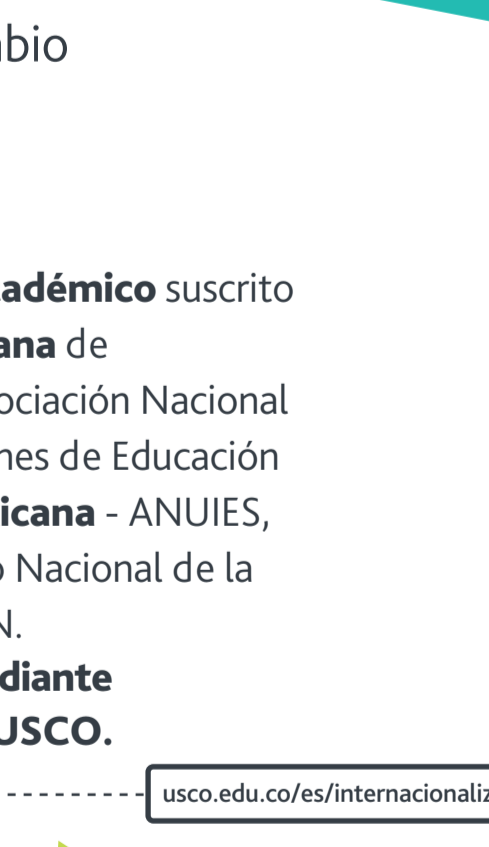 bio
adémico suscrito
ana de
ociación Nacional
nes de Educación
icana - ANUIES,
o Nacional de la
N.
diante
USCO.
usco.edu.co/es/internacionaliz